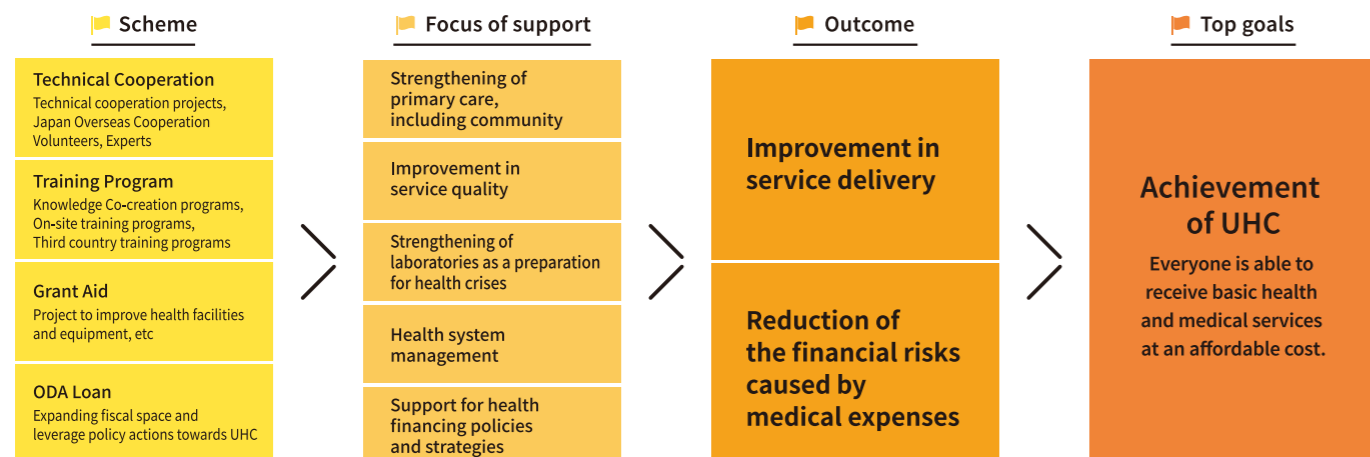 Scheme
Technical Cooperation
Technical cooperation projects,
Japan Overseas Cooperation
Volunteers, Experts
Training Program
Knowledge Co-creation programs,
On-site training programs,
Third country training programs
Grant Aid
Project to improve health facilities
and equipment, etc
ODA Loan
Expanding fiscal space and
leverage policy actions towards UHC
Focus of support
Strengthening of
primary care,
including community
Improvement in
service quality
Strengthening of
laboratories as a preparation
for health crises
Health system
management
Support for health
financing policies
and strategies
Outcome
Improvement in
service delivery
Reduction of
the financial risks
caused by
medical expenses
Top goals
Achievement
of UHC
Everyone is able to
receive basic health
and medical services
at an affordable cost.